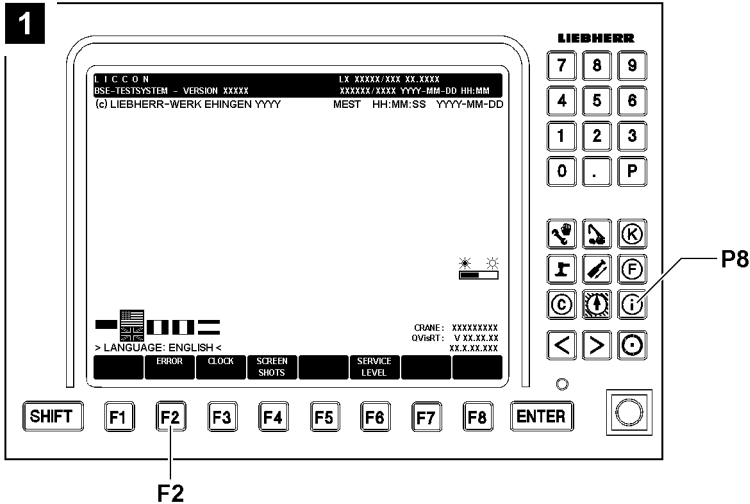 1
LIEBHERR
L I C C O N
LX XXXXX/XXX XX.XXXX
BSE-TESTSYSTEM - VERSION XXXXX
XXXXXX/XXXX YYYY-MM-DD HH:MM
(c) LIEBHERR-WERK EHINGEN YYYY
MEST HH:MM:SS YYYY-MM-DD
7 8 9
4 5 6
1 2 3
0 . P
K
F
P8
C i
CRANE: XXXXXXXXX
QVisRT: V XX.XX.XX
> LANGUAGE: ENGLISH <
XX.X.XX.XXX
< >
ERROR CLOCK SCREEN SHOTS SERVICE LEVEL
SHIFT F1 F2 F3 F4 F5 F6 F7 F8 ENTER
F2